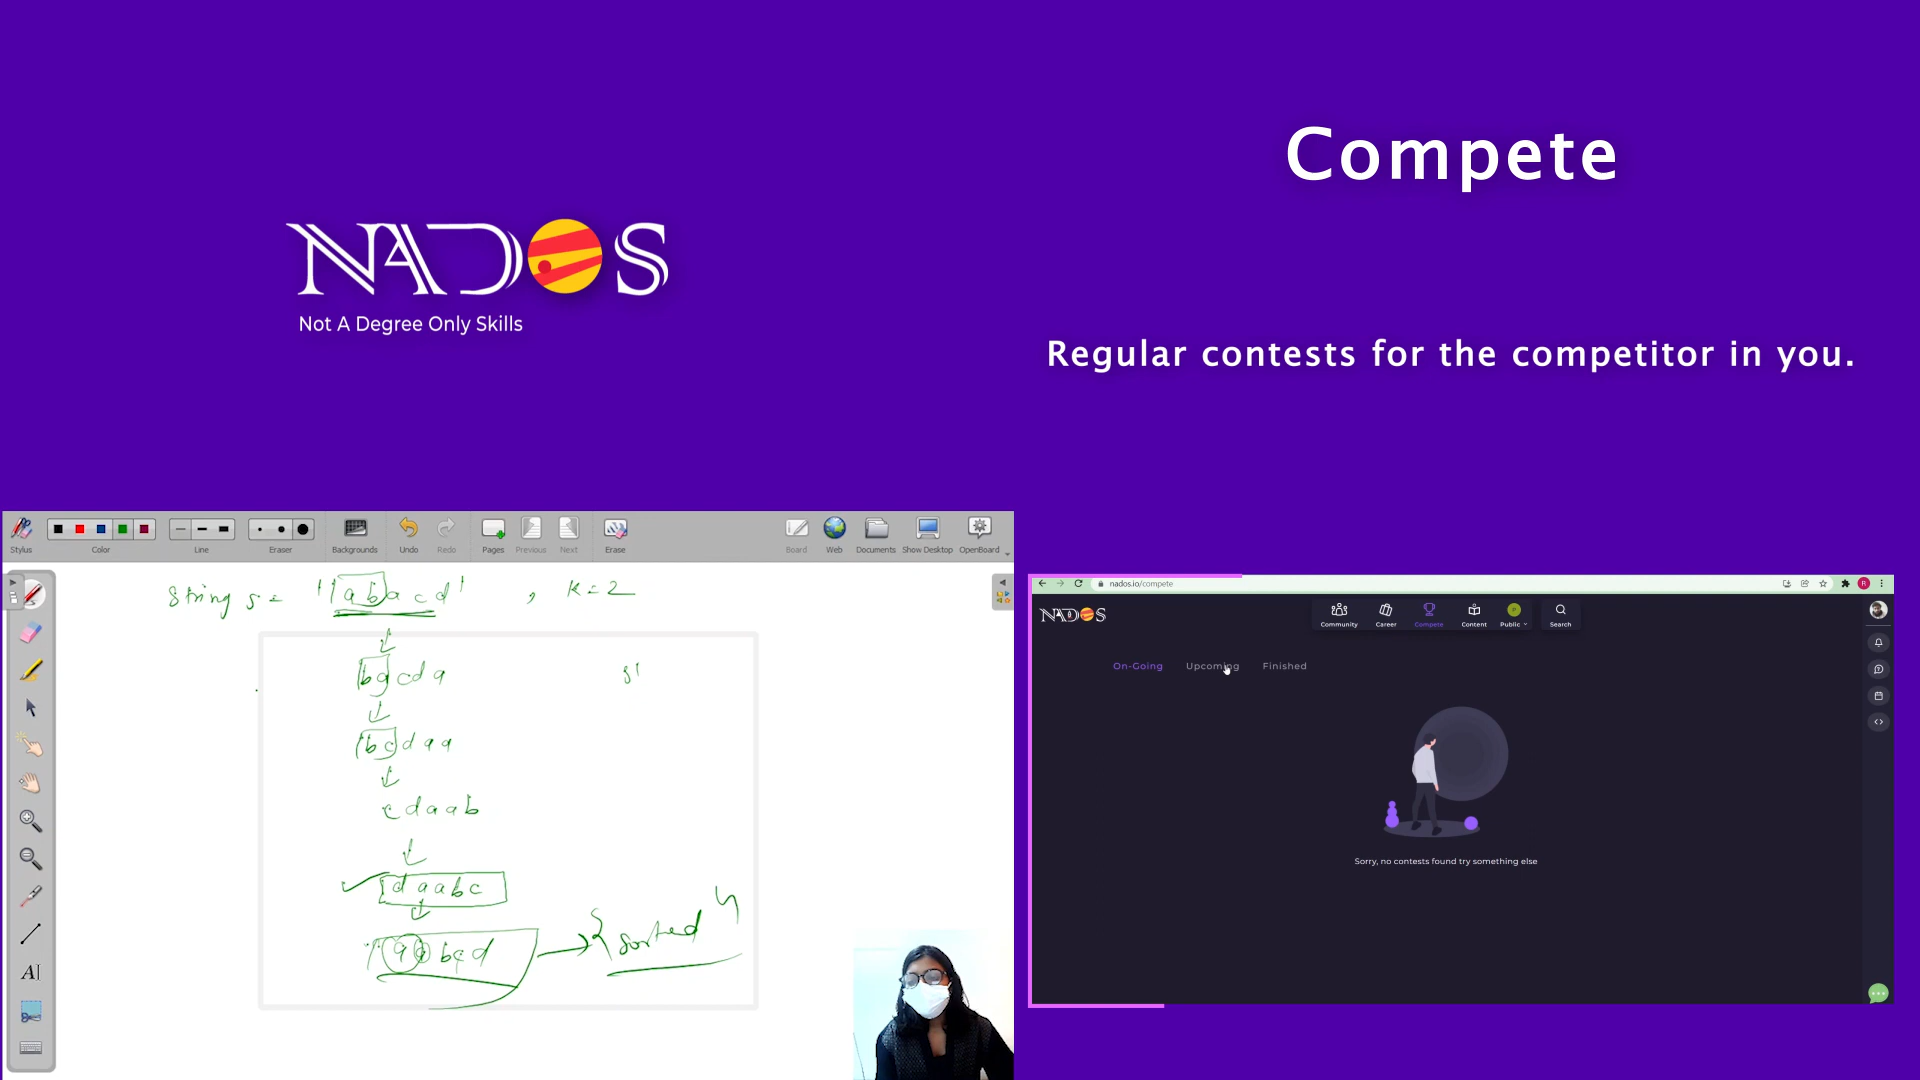 NADOS
Not A Degree Only Skills
Compete
Regular contests for the competitor in you.
Stylus
Color
Line
Eraser
Backgrounds
Undo
Redo
Pages
Previous
Next
Erase
Board
Web
Documents
Show Desktop
OpenBoard
String s = "abacd" , k=2
bacda
s'
bcdaa
cdaab
daabc
aabcd
{sorted}
nados.io/compete
R
NADOS
Community
Career
Compete
Content
P
Public
Search
On-Going
Upcoming
Finished
Sorry, no contests found try something else